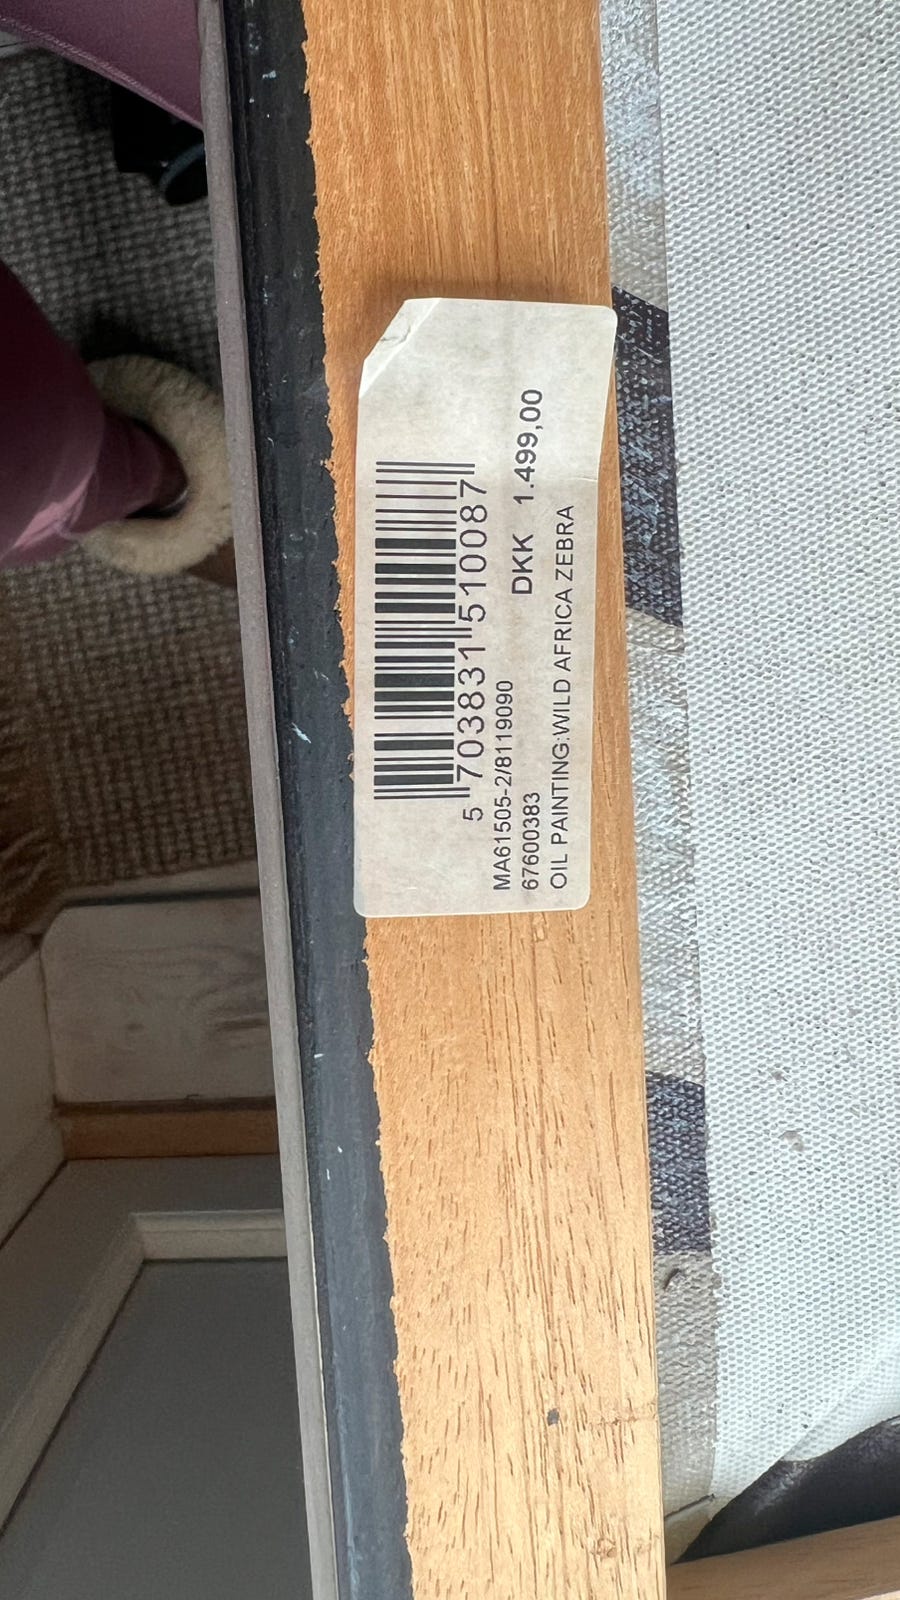 5 703831 510087
MA61505-2/8119090
67600383 DKK 1.499,00
OIL PAINTING:WILD AFRICA ZEBRA